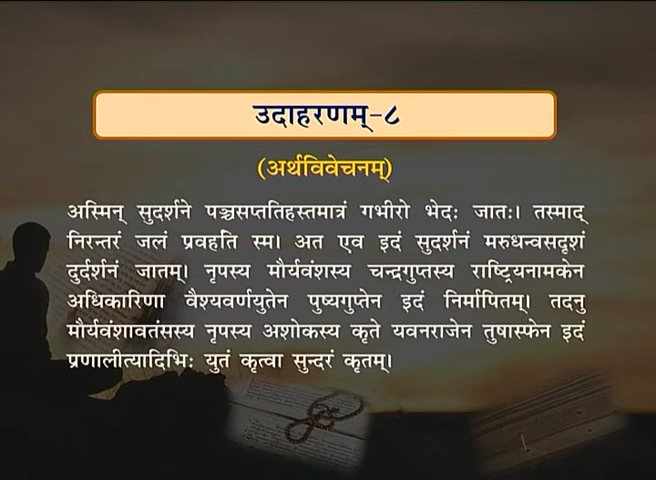 उदाहरणम्-८
(अर्थविवेचनम्)
अस्मिन् सुदर्शने पञ्चसप्ततिहस्तमात्रं गभीरो भेदः जातः। तस्माद्
निरन्तरं जलं प्रवहति स्म। अत एव इदं सुदर्शनं मरुधन्वसदृशं
दुर्दर्शनं जातम्। नृपस्य मौर्यवंशस्य चन्द्रगुप्तस्य राष्ट्रियनामकेन
अधिकारिणा वैश्यवर्णयुतेन पुष्यगुप्तेन इदं निर्मापितम्। तदनु
मौर्यवंशावतंसस्य नृपस्य अशोकस्य कृते यवनराजेन तुषास्फेन इदं
प्रणालीत्यादिभिः युतं कृत्वा सुन्दरं कृतम्।